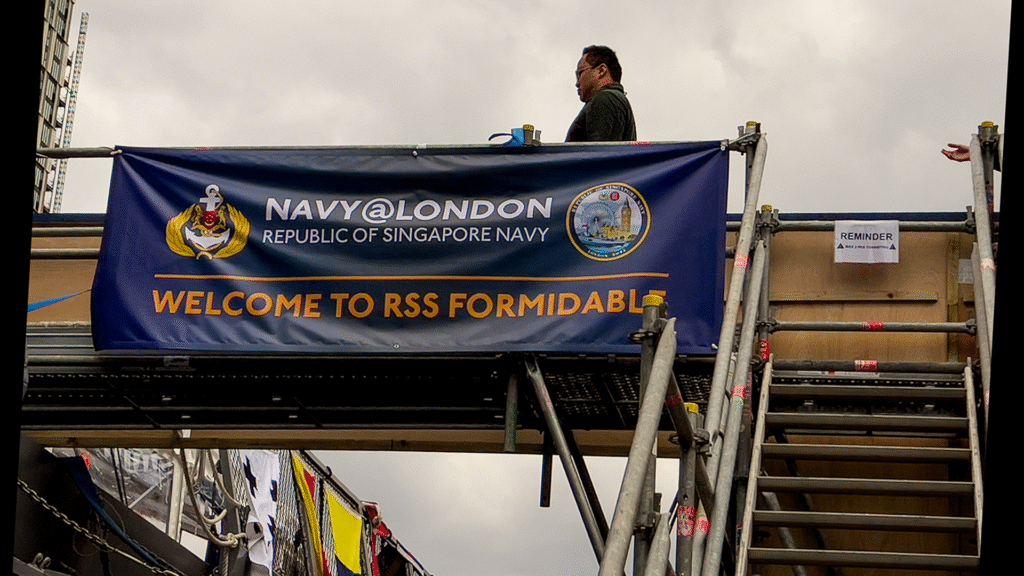 NAVY@LONDON
REPUBLIC OF SINGAPORE NAVY
WELCOME TO RSS FORMIDABLE
REMINDER